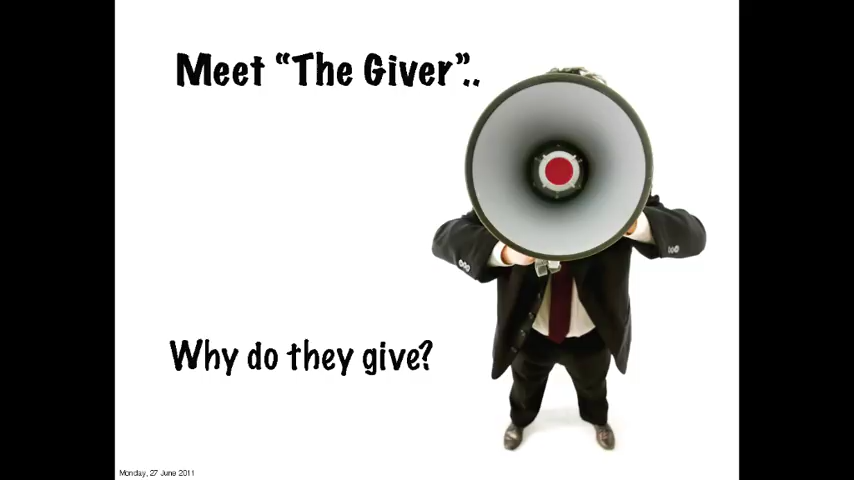 Meet “The Giver”..
Why do they give?
Monday, 27 June 2011